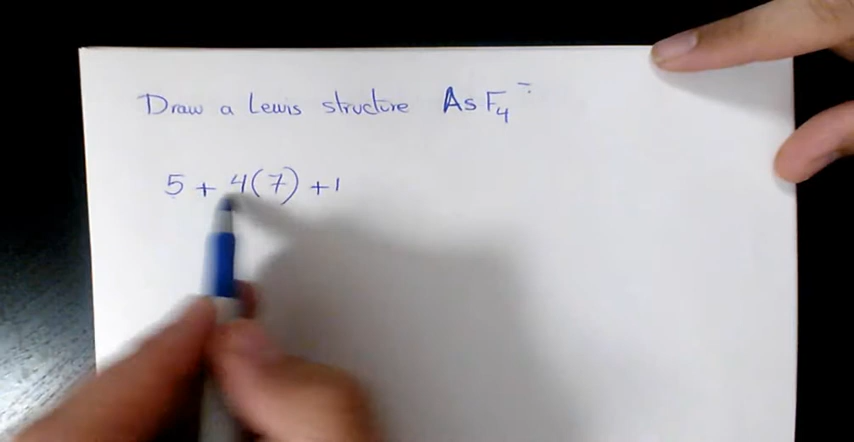 Draw a Lewis structure AsF₄⁻
5 + 4(7) + 1